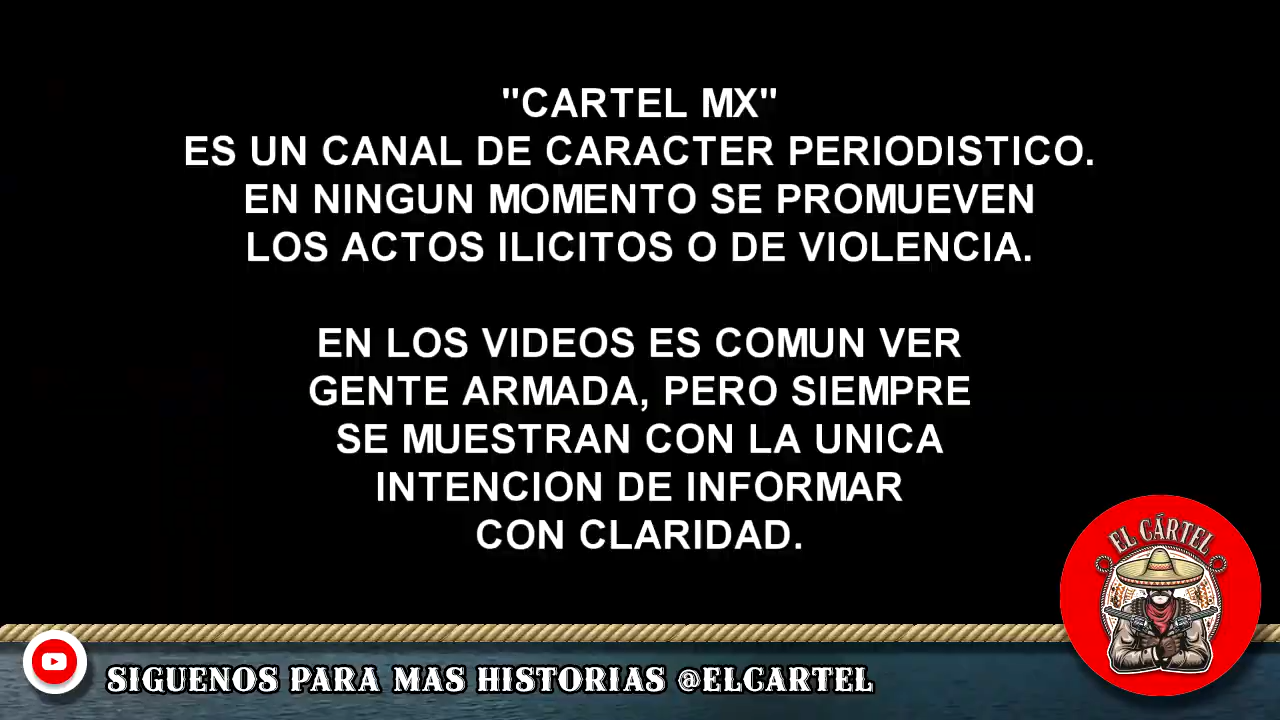 "CARTEL MX"
ES UN CANAL DE CARACTER PERIODISTICO.
EN NINGUN MOMENTO SE PROMUEVEN
LOS ACTOS ILICITOS O DE VIOLENCIA.
EN LOS VIDEOS ES COMUN VER
GENTE ARMADA, PERO SIEMPRE
SE MUESTRAN CON LA UNICA
INTENCION DE INFORMAR
CON CLARIDAD.
EL CÁRTEL
SIGUENOS PARA MAS HISTORIAS @ELCARTEL